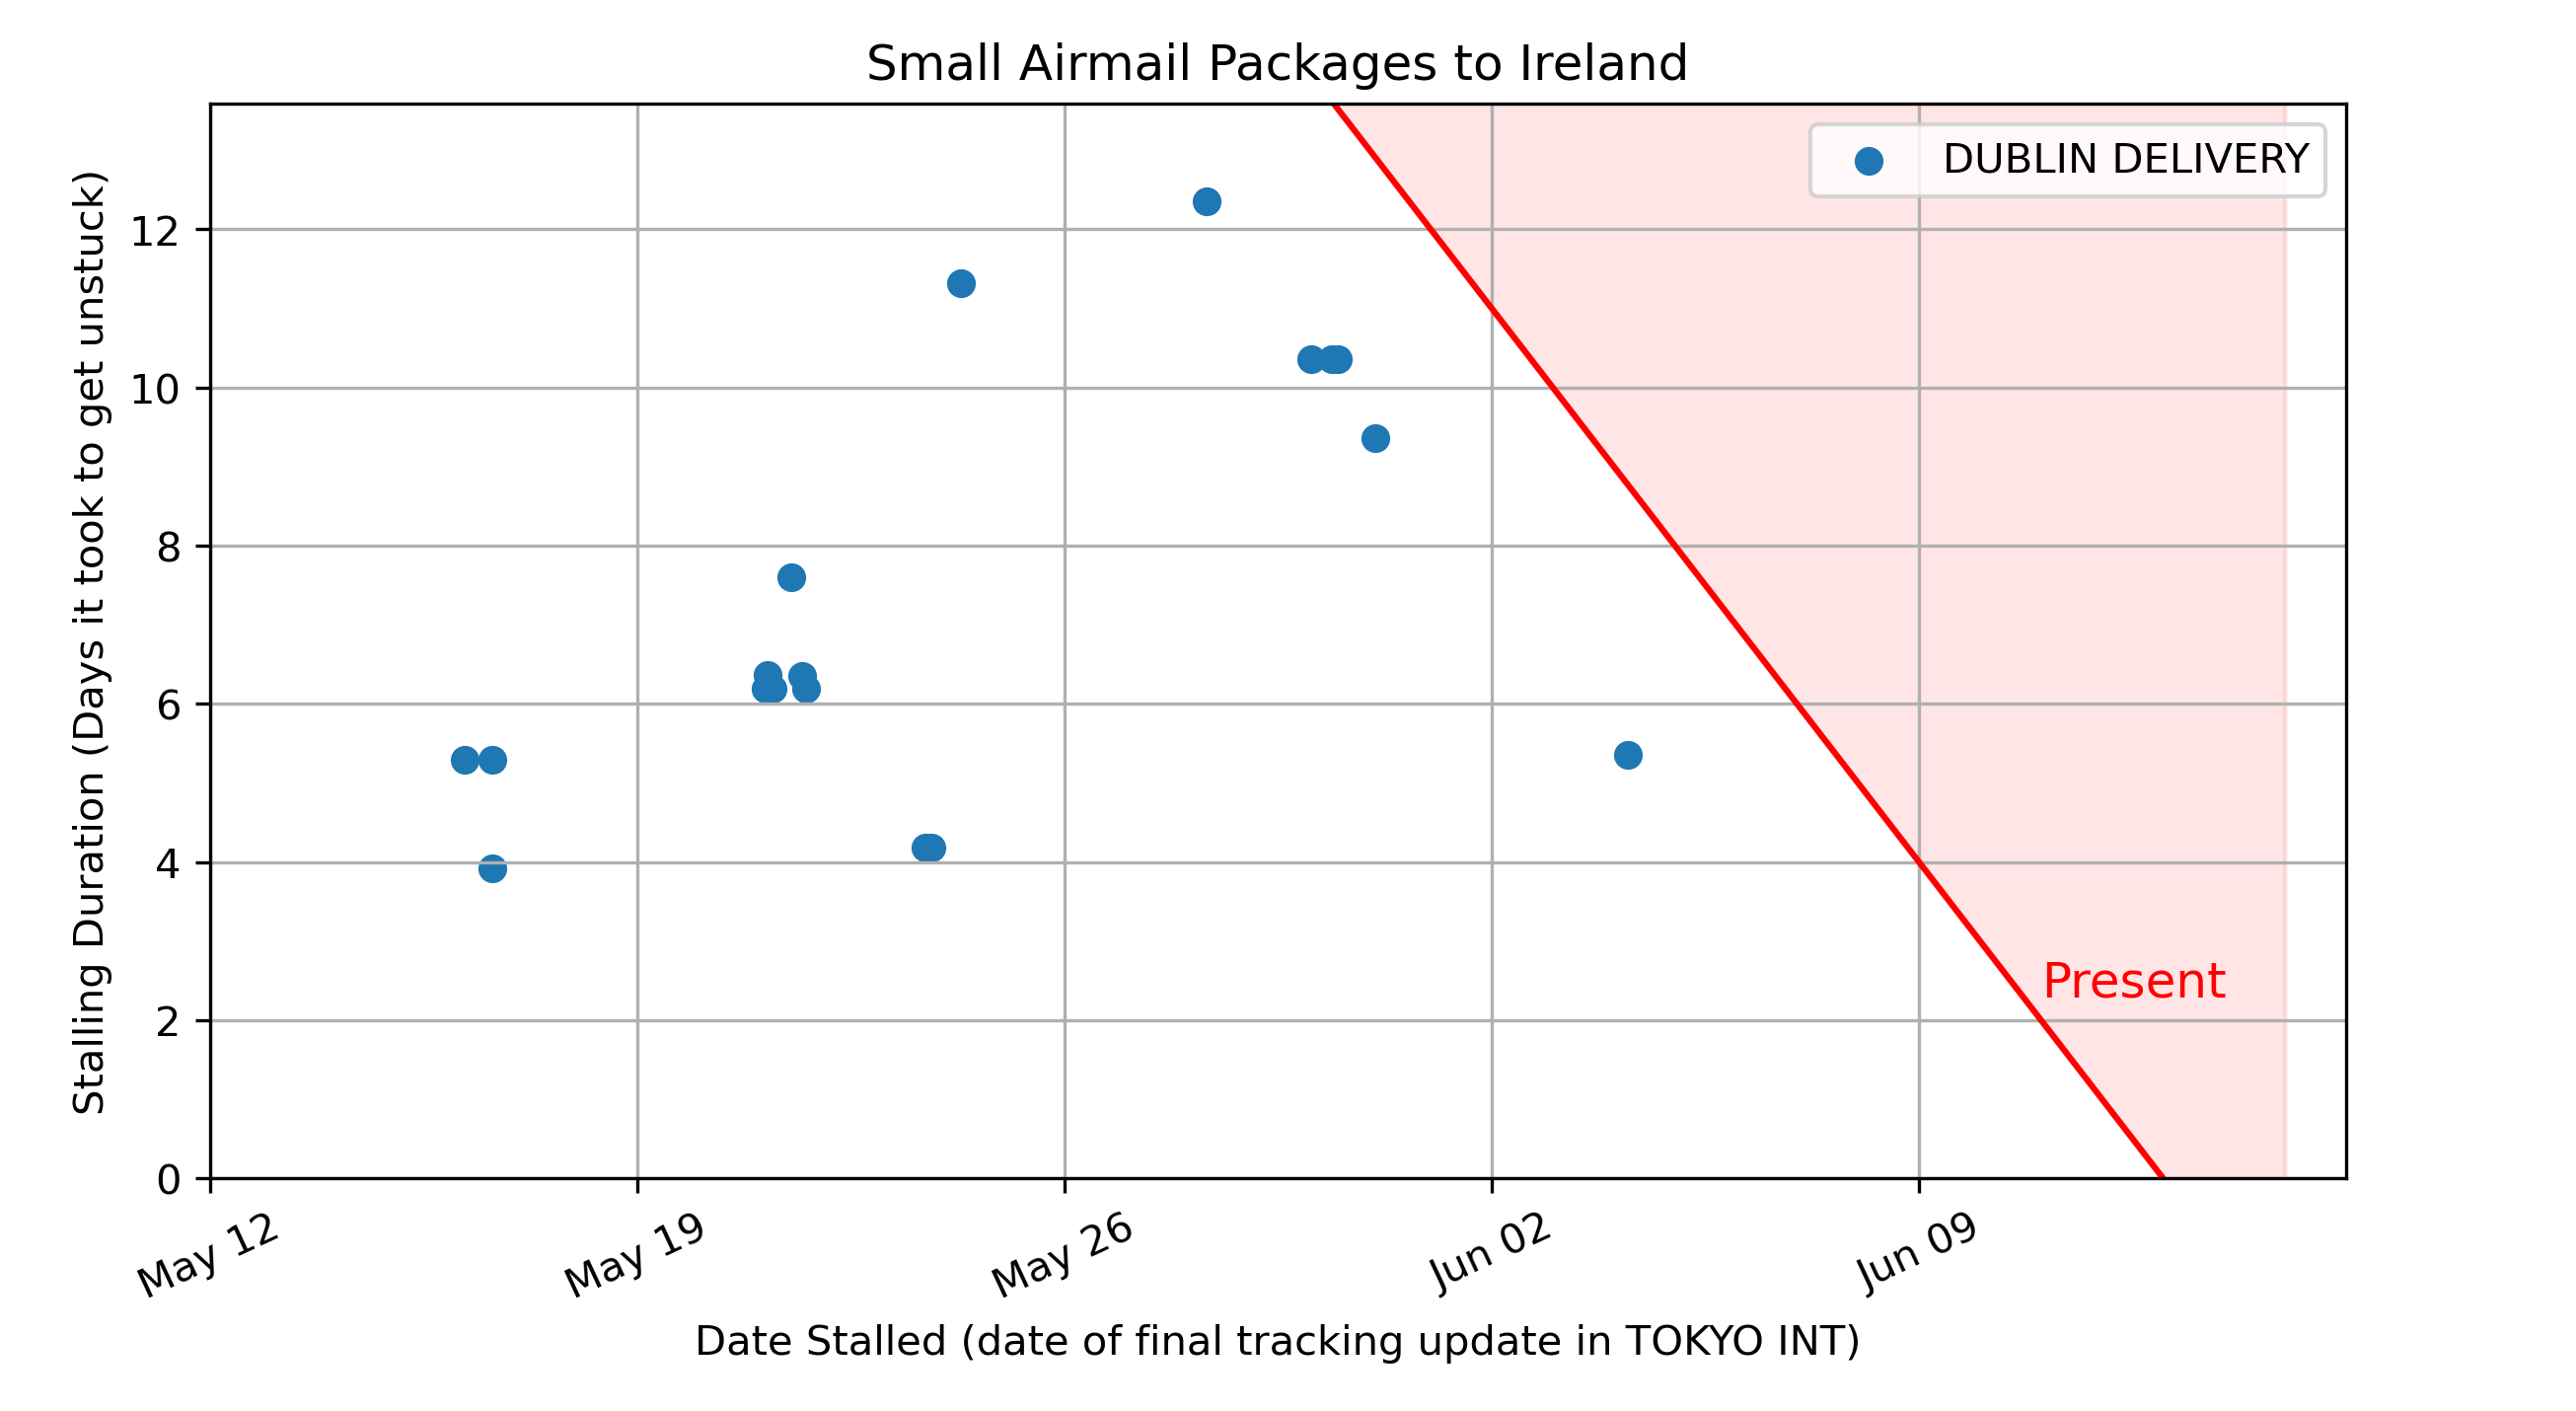 Small Airmail Packages to Ireland
DUBLIN DELIVERY
Stalling Duration (Days it took to get unstuck)
12
10
8
6
4
2
0
Present
May 12
May 19
May 26
Jun 02
Jun 09
Date Stalled (date of final tracking update in TOKYO INT)